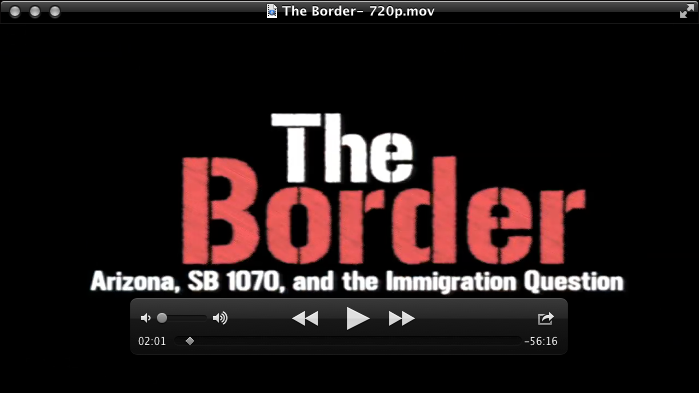 The Border- 720p.mov
The
Border
Arizona, SB 1070, and the Immigration Question
02:01
-56:16